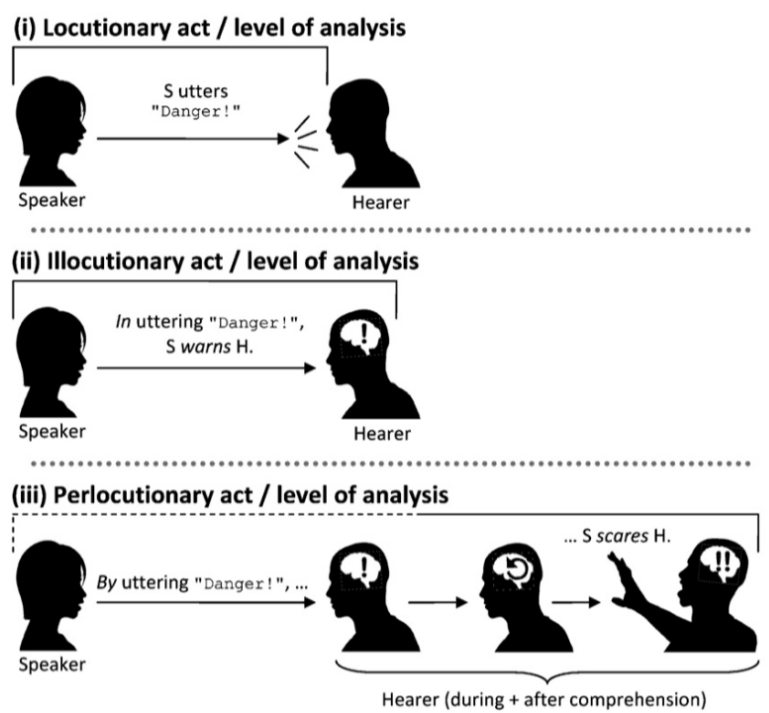 (i) Locutionary act / level of analysis
S utters
"Danger!"
Speaker
Hearer
(ii) Illocutionary act / level of analysis
In uttering "Danger!",
S warns H.
!
Speaker
Hearer
(iii) Perlocutionary act / level of analysis
... S scares H.
By uttering "Danger!", ...
!
!!
Speaker
Hearer (during + after comprehension)